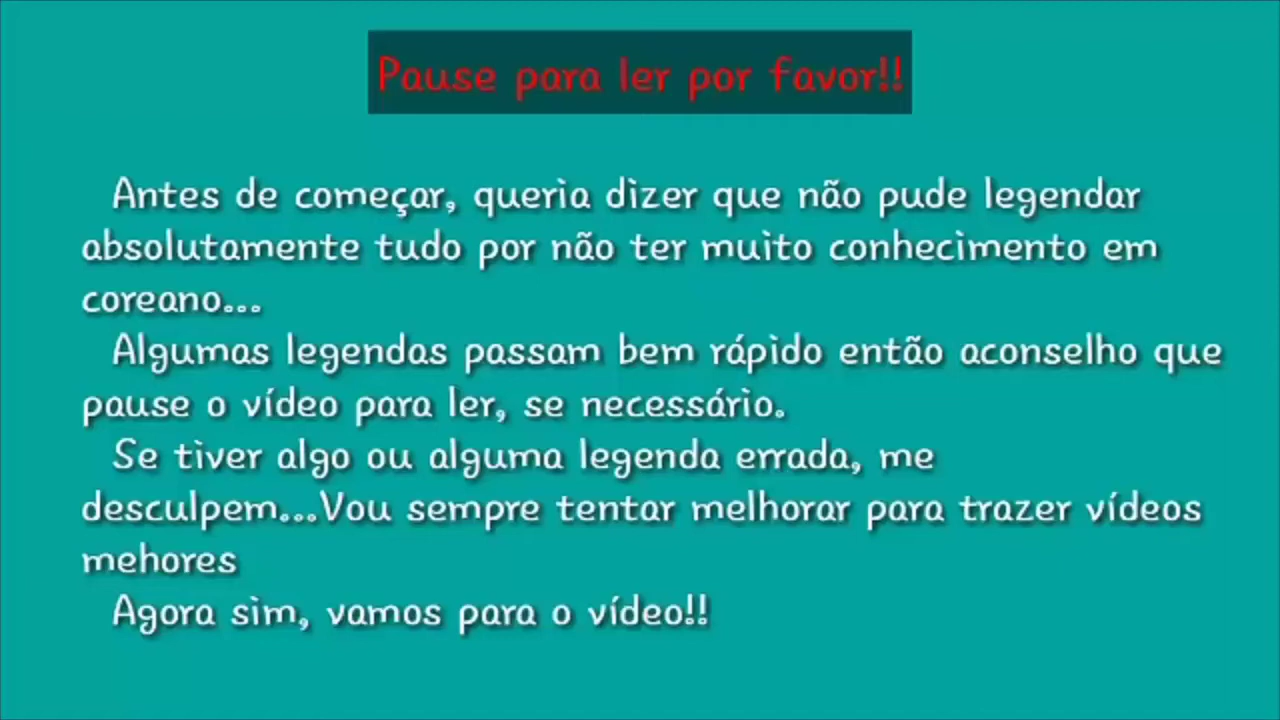 Pause para ler por favor!!
Antes de começar, queria dizer que não pude legendar
absolutamente tudo por não ter muito conhecimento em
coreano...
Algumas legendas passam bem rápido então aconselho que
pause o vídeo para ler, se necessário.
Se tiver algo ou alguma legenda errada, me
desculpem...Vou sempre tentar melhorar para trazer vídeos
mehores
Agora sim, vamos para o vídeo!!